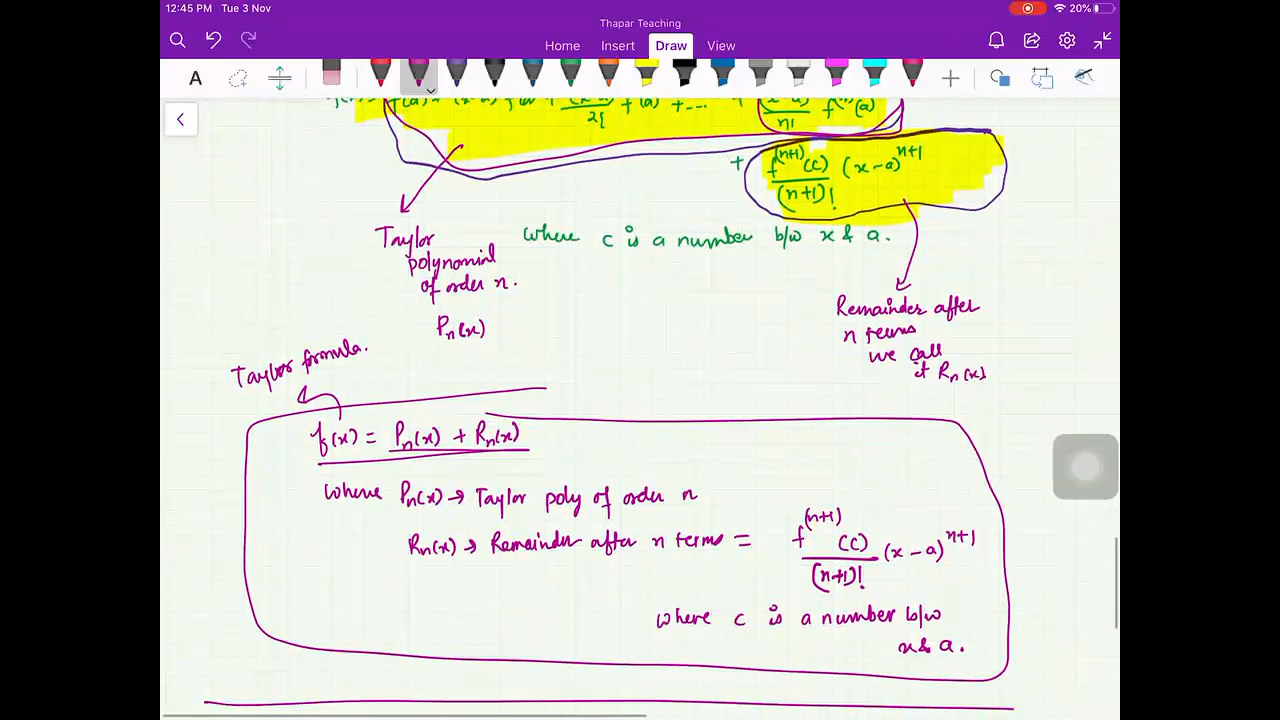 12:45 PM Tue 3 Nov
20%
Thapar Teaching
Home Insert Draw View
A
2! + f(a) + --- + n! f (a)
+ f^(n+1) (c) / (n+1)! (x-a)^n+1
where c is a number b/w x & a.
Taylor
polynomial
of order n.
Pn(x)
Remainder after
n terms
we call
it Rn(x)
Taylor formula.
f(x) = Pn(x) + Rn(x)
where Pn(x) → Taylor poly of order n
Rn(x) → Remainder after n terms = f^(n+1) (c) / (n+1)! (x-a)^n+1
where c is a number b/w
x & a.